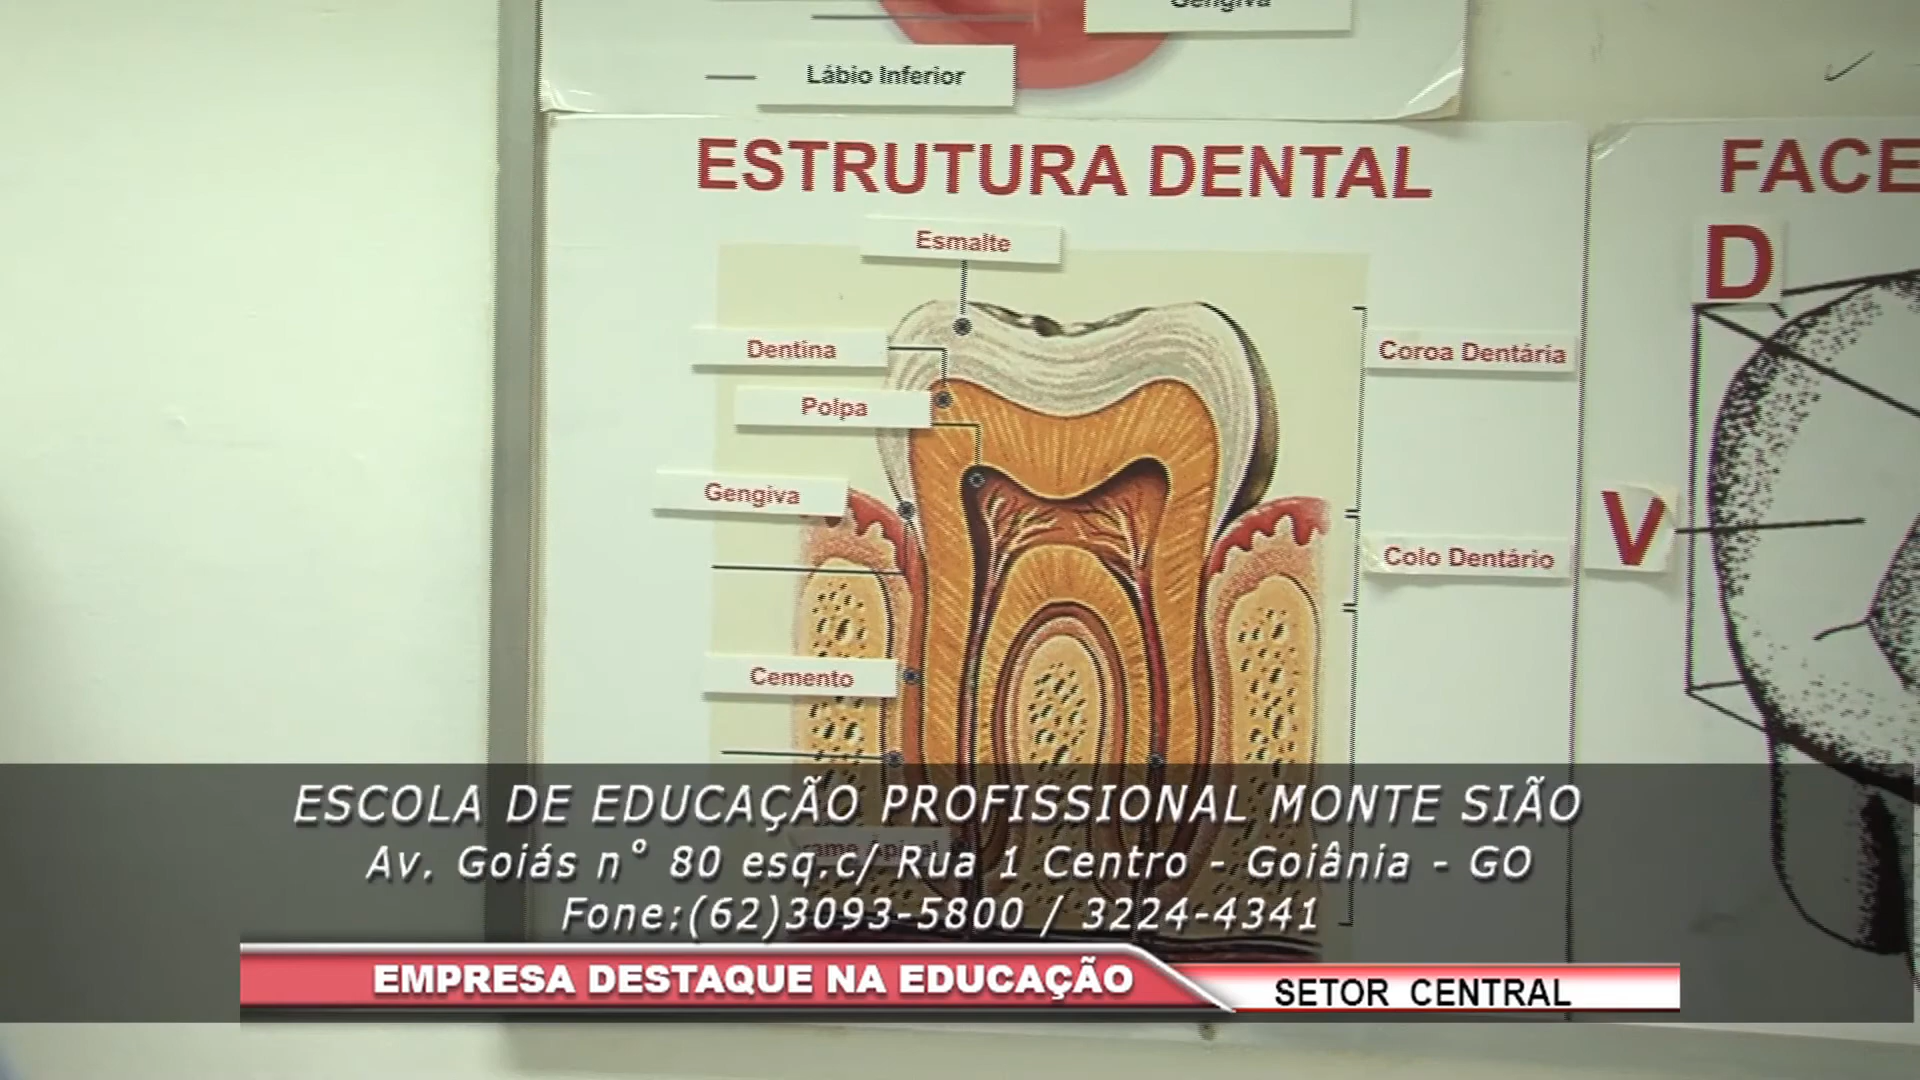 Gengiva
Lábio Inferior
ESTRUTURA DENTAL
FACE
Esmalte
D
Dentina
Coroa Dentária
Polpa
Gengiva
V
Colo Dentário
Cemento
ESCOLA DE EDUCAÇÃO PROFISSIONAL MONTE SIÃO
Av. Goiás n° 80 esq.c/ Rua 1 Centro - Goiânia - GO
Fone:(62)3093-5800 / 3224-4341
EMPRESA DESTAQUE NA EDUCAÇÃO
SETOR CENTRAL